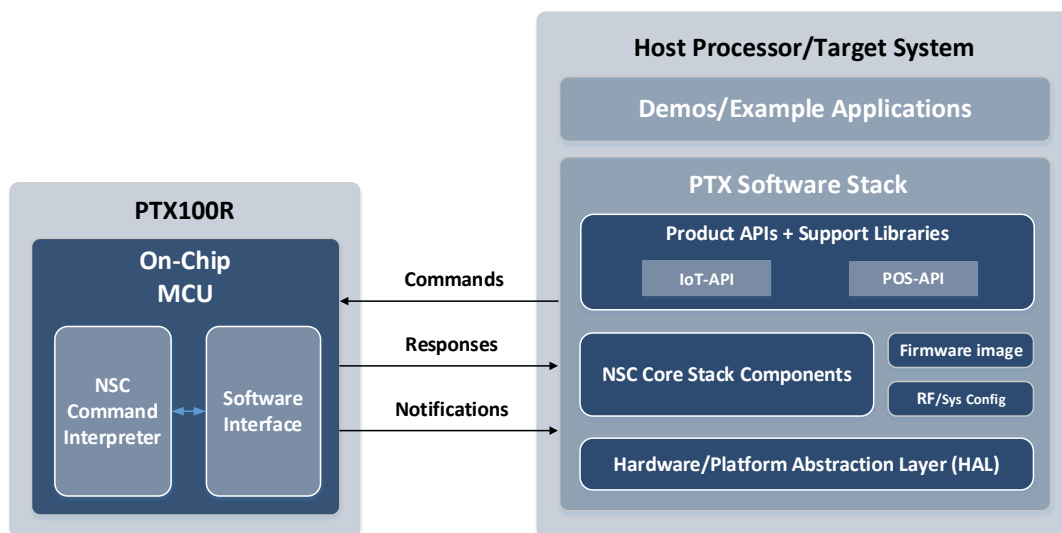 Host Processor/Target System
Demos/Example Applications
PTX Software Stack
Product APIs + Support Libraries
IoT-API
POS-API
NSC Core Stack Components
Firmware image
RF/Sys Config
Hardware/Platform Abstraction Layer (HAL)
PTX100R
On-Chip
MCU
NSC
Command
Interpreter
Software
Interface
Commands
Responses
Notifications